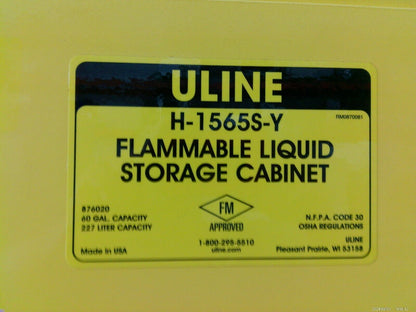 ULINE
H-1565S-Y
FLAMMABLE LIQUID
STORAGE CABINET
876020
60 GAL. CAPACITY
227 LITER CAPACITY
Made in USA
FM
APPROVED
1-800-295-5510
uline.com
N.F.P.A. CODE 30
OSHA REGULATIONS
ULINE
Pleasant Prairie, WI 53158